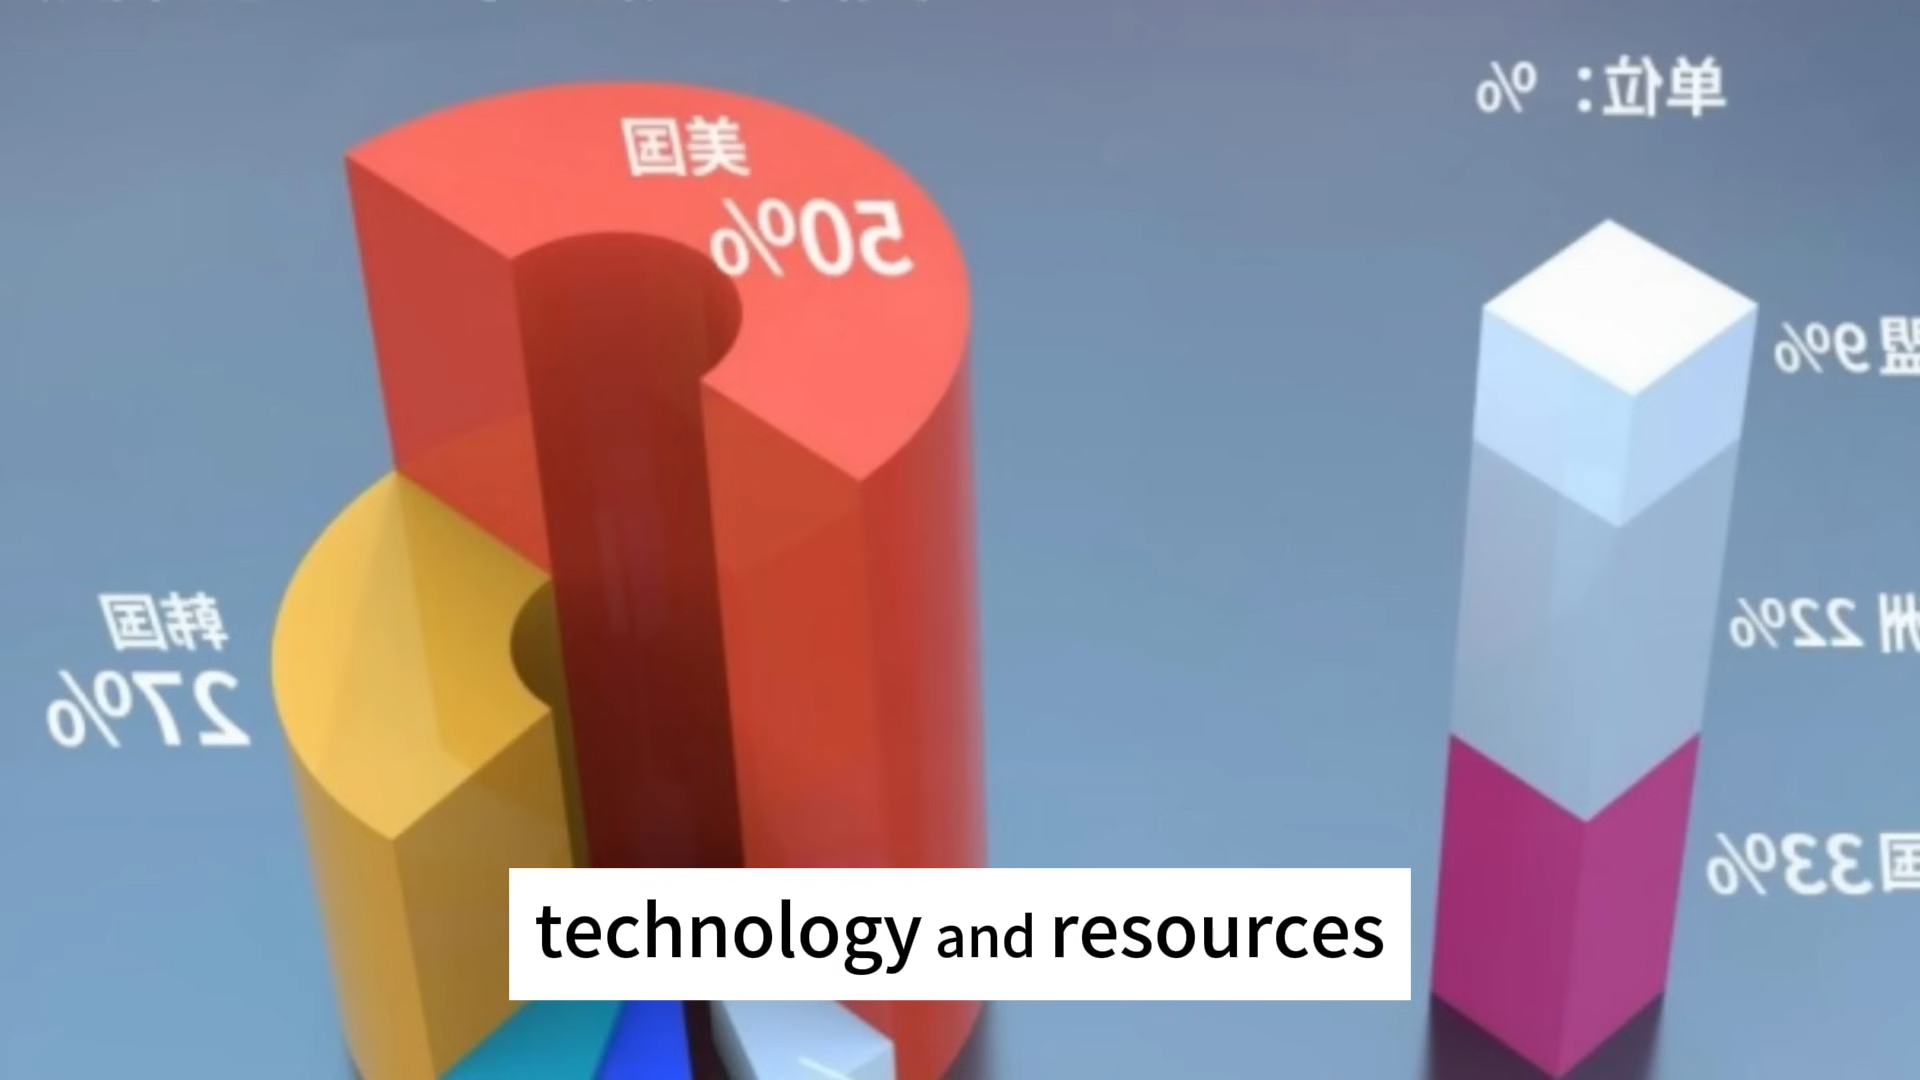 单位：%
美国
50%
盟 9%
韩国
27%
洲 22%
国 33%
technology and resources